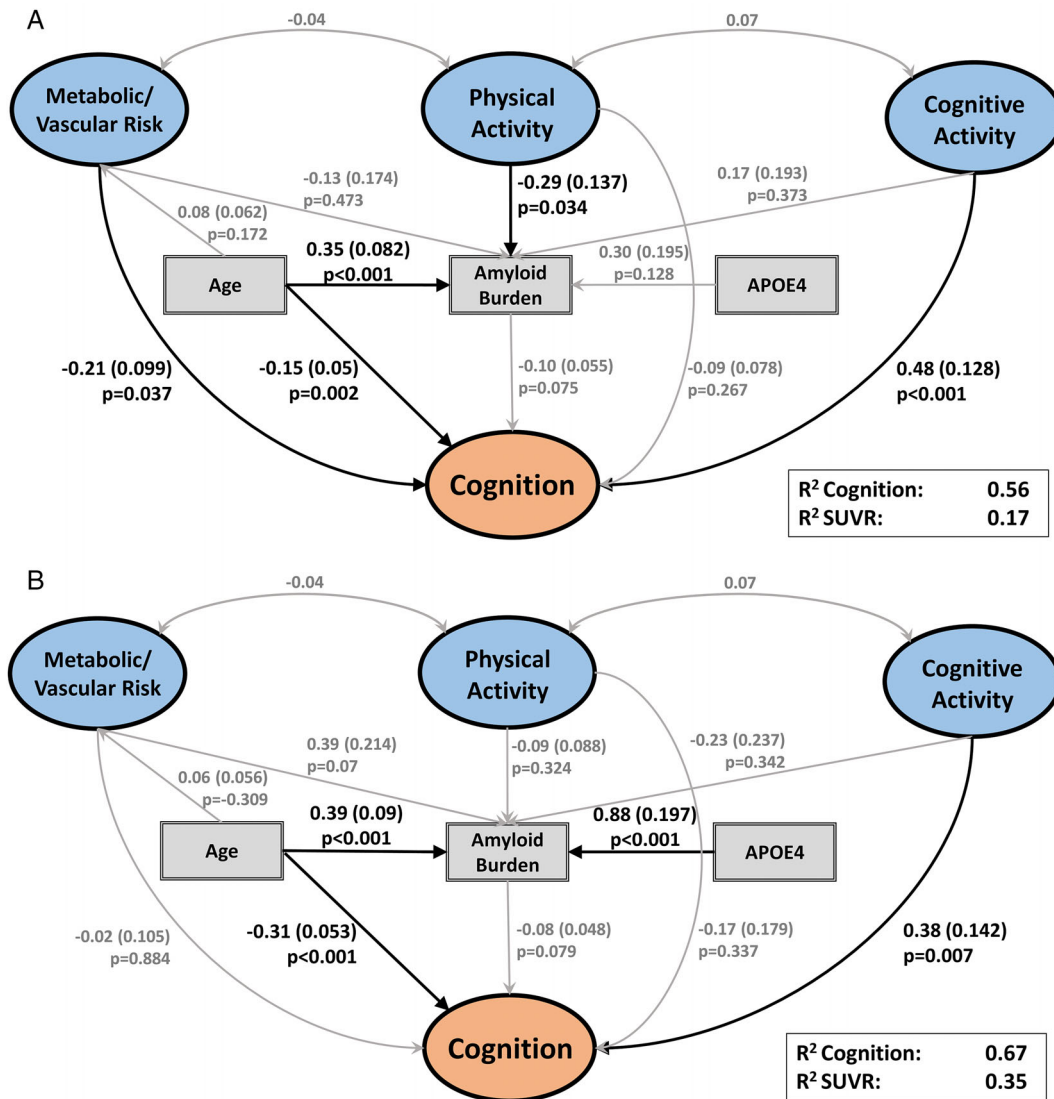 A
-0.04
0.07
Metabolic/
Vascular Risk
Physical
Activity
Cognitive
Activity
-0.13 (0.174)
p=0.473
-0.29 (0.137)
p=0.034
0.17 (0.193)
p=0.373
0.08 (0.062)
p=0.172
0.35 (0.082)
p<0.001
0.30 (0.195)
p=0.128
Age
Amyloid
Burden
APOE4
-0.21 (0.099)
p=0.037
-0.15 (0.05)
p=0.002
-0.10 (0.055)
p=0.075
-0.09 (0.078)
p=0.267
0.48 (0.128)
p<0.001
Cognition
R² Cognition: 0.56
R² SUVR: 0.17
B
-0.04
0.07
Metabolic/
Vascular Risk
Physical
Activity
Cognitive
Activity
0.39 (0.214)
p=0.07
-0.09 (0.088)
p=0.324
-0.23 (0.237)
p=0.342
0.06 (0.056)
p=-0.309
0.39 (0.09)
p<0.001
0.88 (0.197)
p<0.001
Age
Amyloid
Burden
APOE4
-0.02 (0.105)
p=0.884
-0.31 (0.053)
p<0.001
-0.08 (0.048)
p=0.079
-0.17 (0.179)
p=0.337
0.38 (0.142)
p=0.007
Cognition
R² Cognition: 0.67
R² SUVR: 0.35